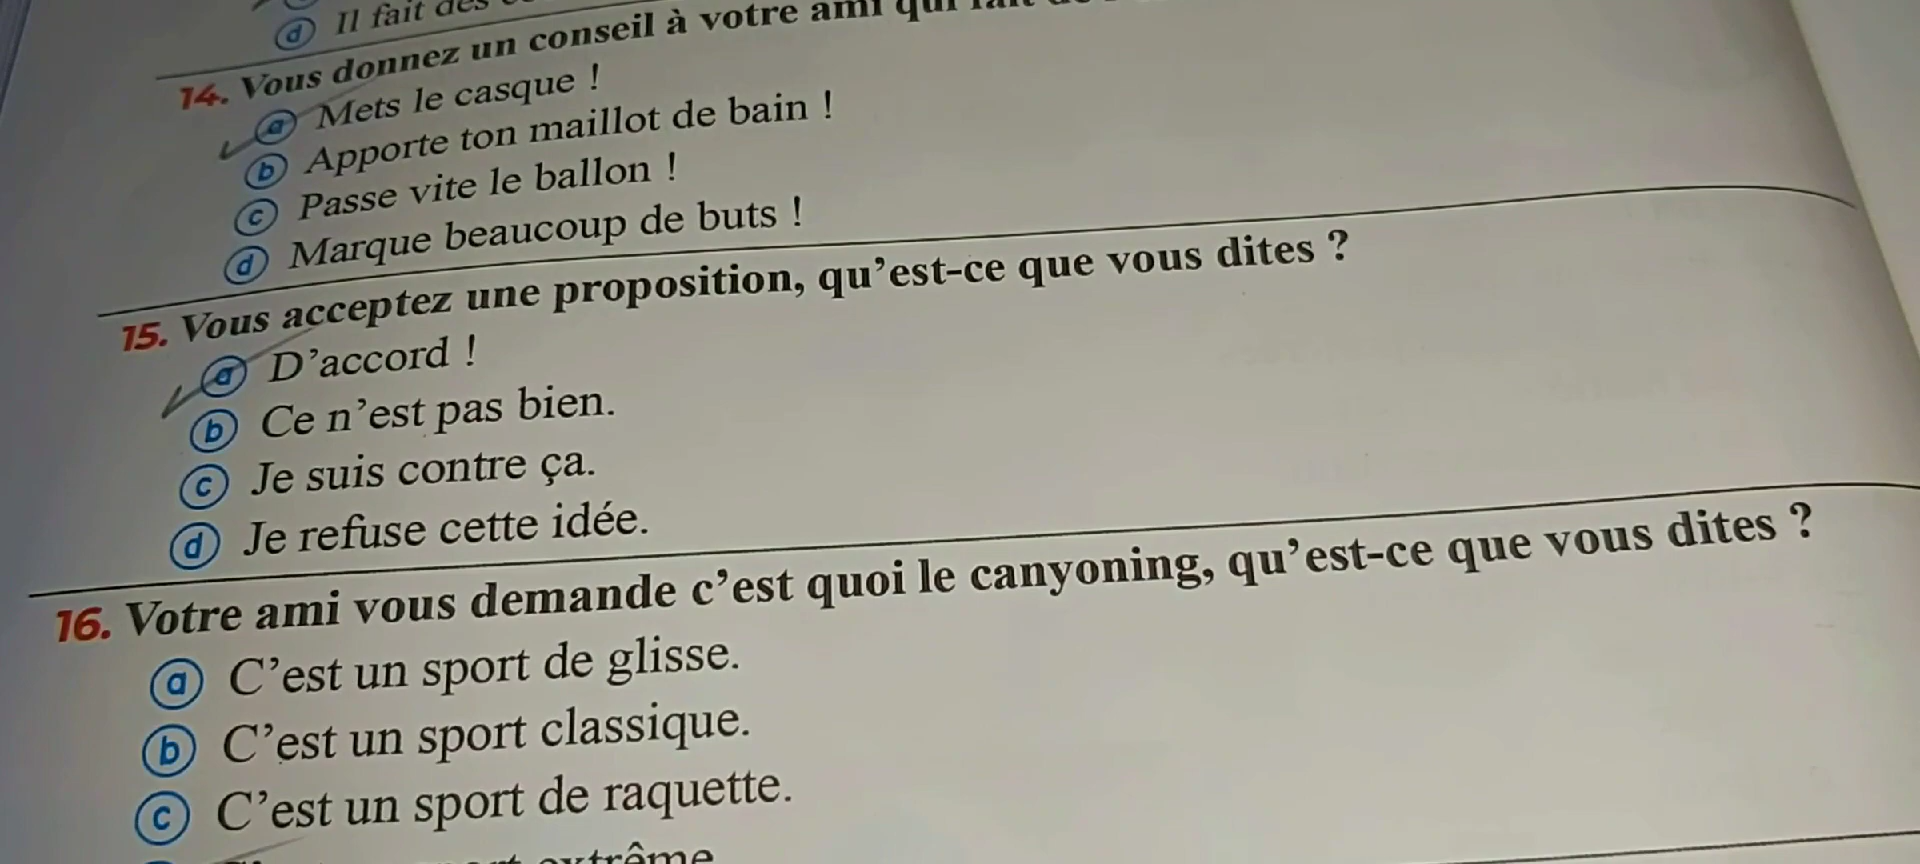 d Il fait des
14. Vous donnez un conseil à votre ami qui fait
a Mets le casque !
b Apporte ton maillot de bain !
c Passe vite le ballon !
d Marque beaucoup de buts !
15. Vous acceptez une proposition, qu'est-ce que vous dites ?
a D'accord !
b Ce n'est pas bien.
c Je suis contre ça.
d Je refuse cette idée.
16. Votre ami vous demande c'est quoi le canyoning, qu'est-ce que vous dites ?
a C'est un sport de glisse.
b C'est un sport classique.
c C'est un sport de raquette.
extrême